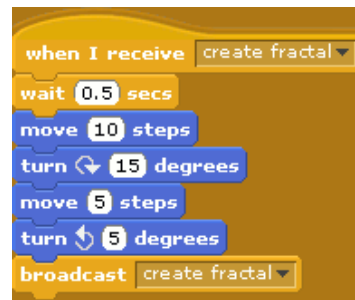 when I receive create fractal
wait 0.5 secs
move 10 steps
turn 15 degrees
move 5 steps
turn 5 degrees
broadcast create fractal